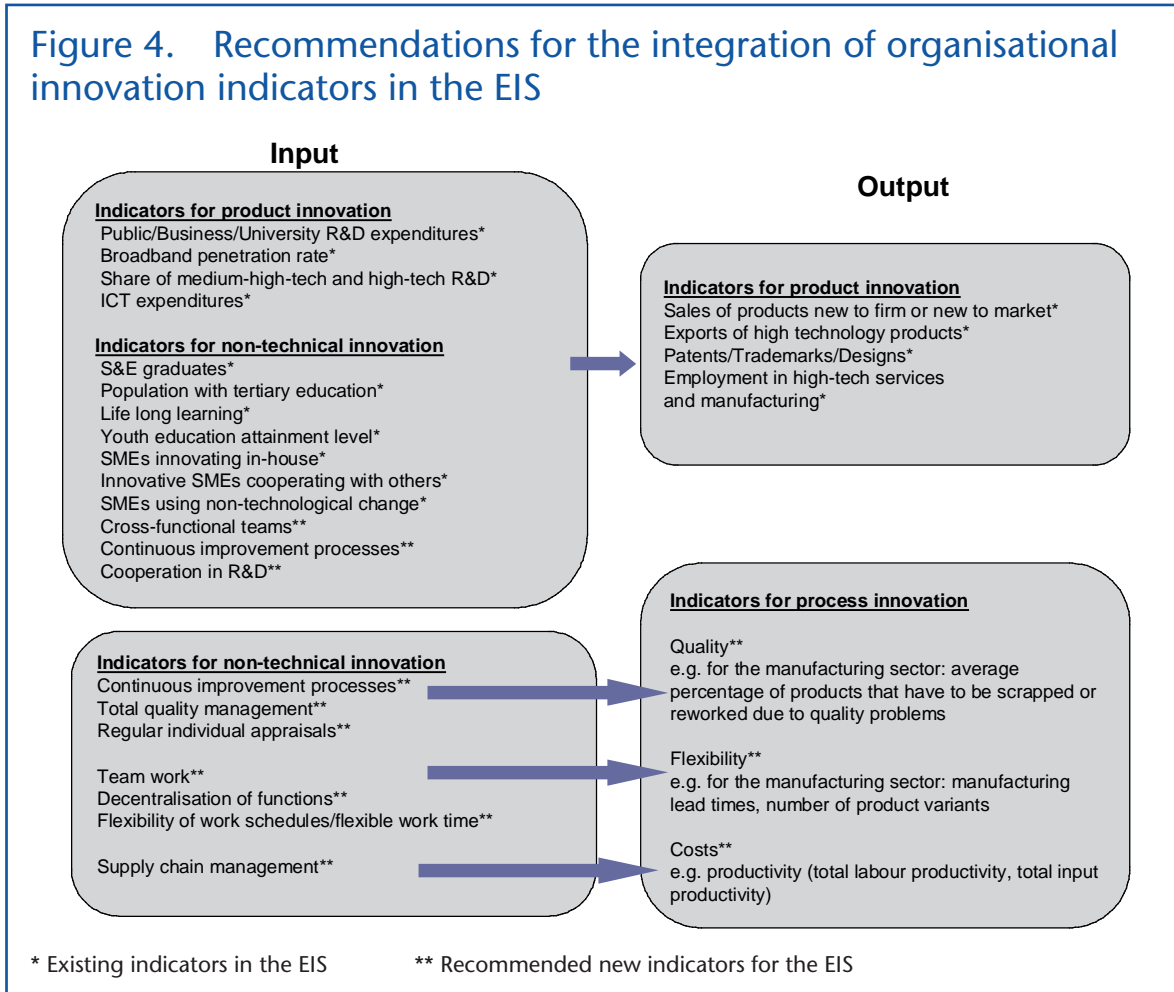 Figure 4. Recommendations for the integration of organisational
innovation indicators in the EIS
Input
Indicators for product innovation
Public/Business/University R&D expenditures*
Broadband penetration rate*
Share of medium-high-tech and high-tech R&D*
ICT expenditures*
Indicators for non-technical innovation
S&E graduates*
Population with tertiary education*
Life long learning*
Youth education attainment level*
SMEs innovating in-house*
Innovative SMEs cooperating with others*
SMEs using non-technological change*
Cross-functional teams**
Continuous improvement processes**
Cooperation in R&D**
Output
Indicators for product innovation
Sales of products new to firm or new to market*
Exports of high technology products*
Patents/Trademarks/Designs*
Employment in high-tech services
and manufacturing*
Indicators for non-technical innovation
Continuous improvement processes**
Total quality management**
Regular individual appraisals**
Team work**
Decentralisation of functions**
Flexibility of work schedules/flexible work time**
Supply chain management**
Indicators for process innovation
Quality**
e.g. for the manufacturing sector: average
percentage of products that have to be scrapped or
reworked due to quality problems
Flexibility**
e.g. for the manufacturing sector: manufacturing
lead times, number of product variants
Costs**
e.g. productivity (total labour productivity, total input
productivity)
* Existing indicators in the EIS
** Recommended new indicators for the EIS